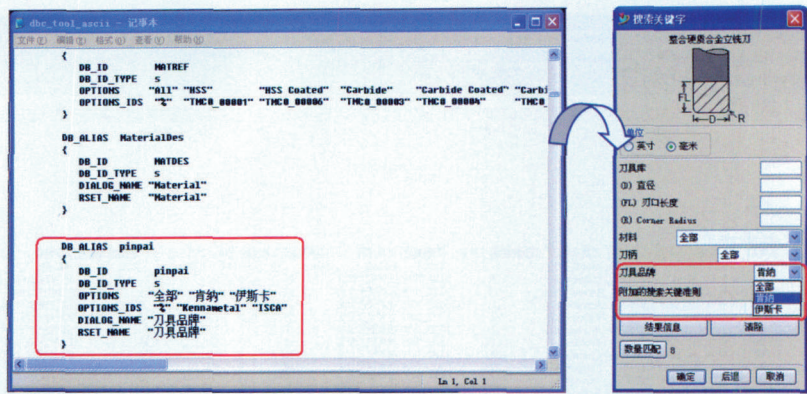 dbc_tool_ascii - 记事本
文件(F) 编辑(E) 格式(O) 查看(V) 帮助(H)
{
DB_ID MATREF
DB_ID_TYPE s
OPTIONS "All" "HSS" "HSS Coated" "Carbide" "Carbide Coated" "Carbi
OPTIONS_IDS "%" "TMC0_00001" "TMC0_00006" "TMC0_00003" "TMC0_00004" "TMC0_
}
DB_ALIAS MaterialDes
{
DB_ID MATDES
DB_ID_TYPE s
DIALOG_NAME "Material"
RSET_NAME "Material"
}
DB_ALIAS pinpai
{
DB_ID pinpai
DB_ID_TYPE s
OPTIONS "全部" "肯纳" "伊斯卡"
OPTIONS_IDS "%" "Kennametal" "ISCA"
DIALOG_NAME "刀具品牌"
RSET_NAME "刀具品牌"
}
Ln 1, Col 1
搜索关键字
整合硬质合金立铣刀
FL
D
R
单位
英寸 毫米
刀具库
(D) 直径
(FL) 刃口长度
(R) Corner Radius
材料 全部
刀柄 全部
刀具品牌 肯纳
全部
附加的搜索关键准则 肯纳
伊斯卡
结果信息 清除
数量匹配 8
确定 后退 取消